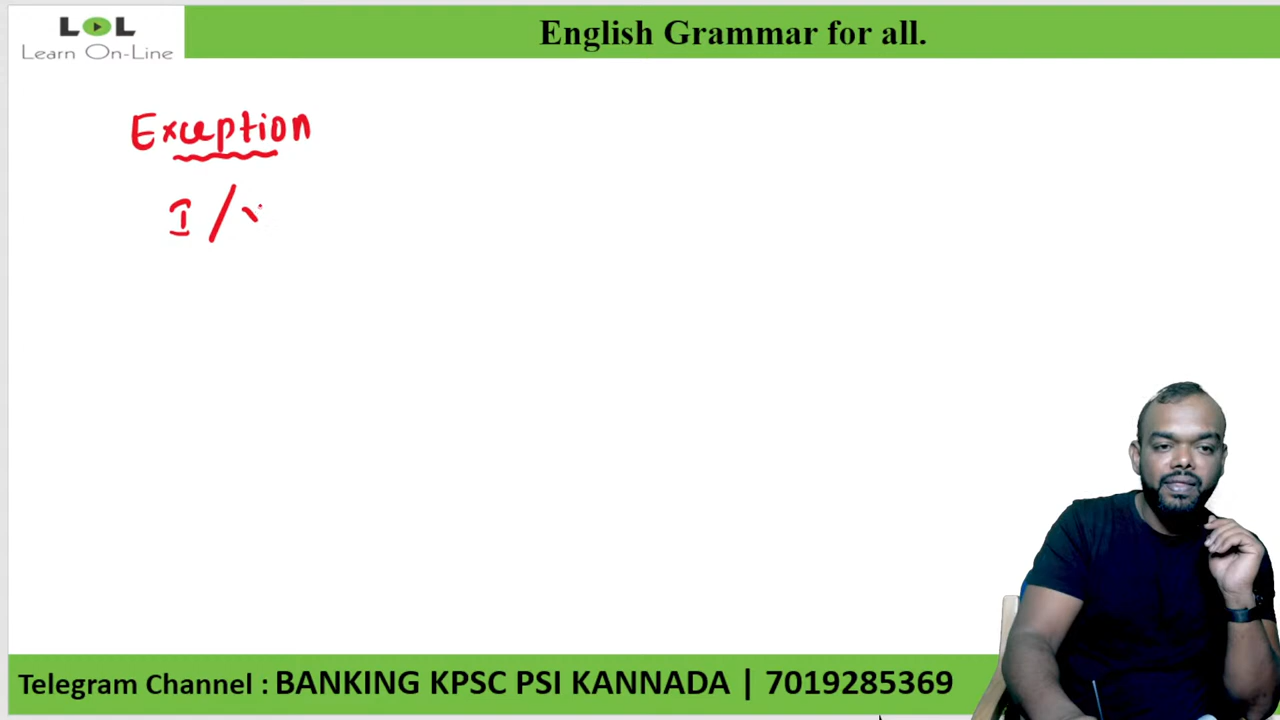 LOL
Learn On-Line
English Grammar for all.
Exception
I /
Telegram Channel : BANKING KPSC PSI KANNADA | 7019285369